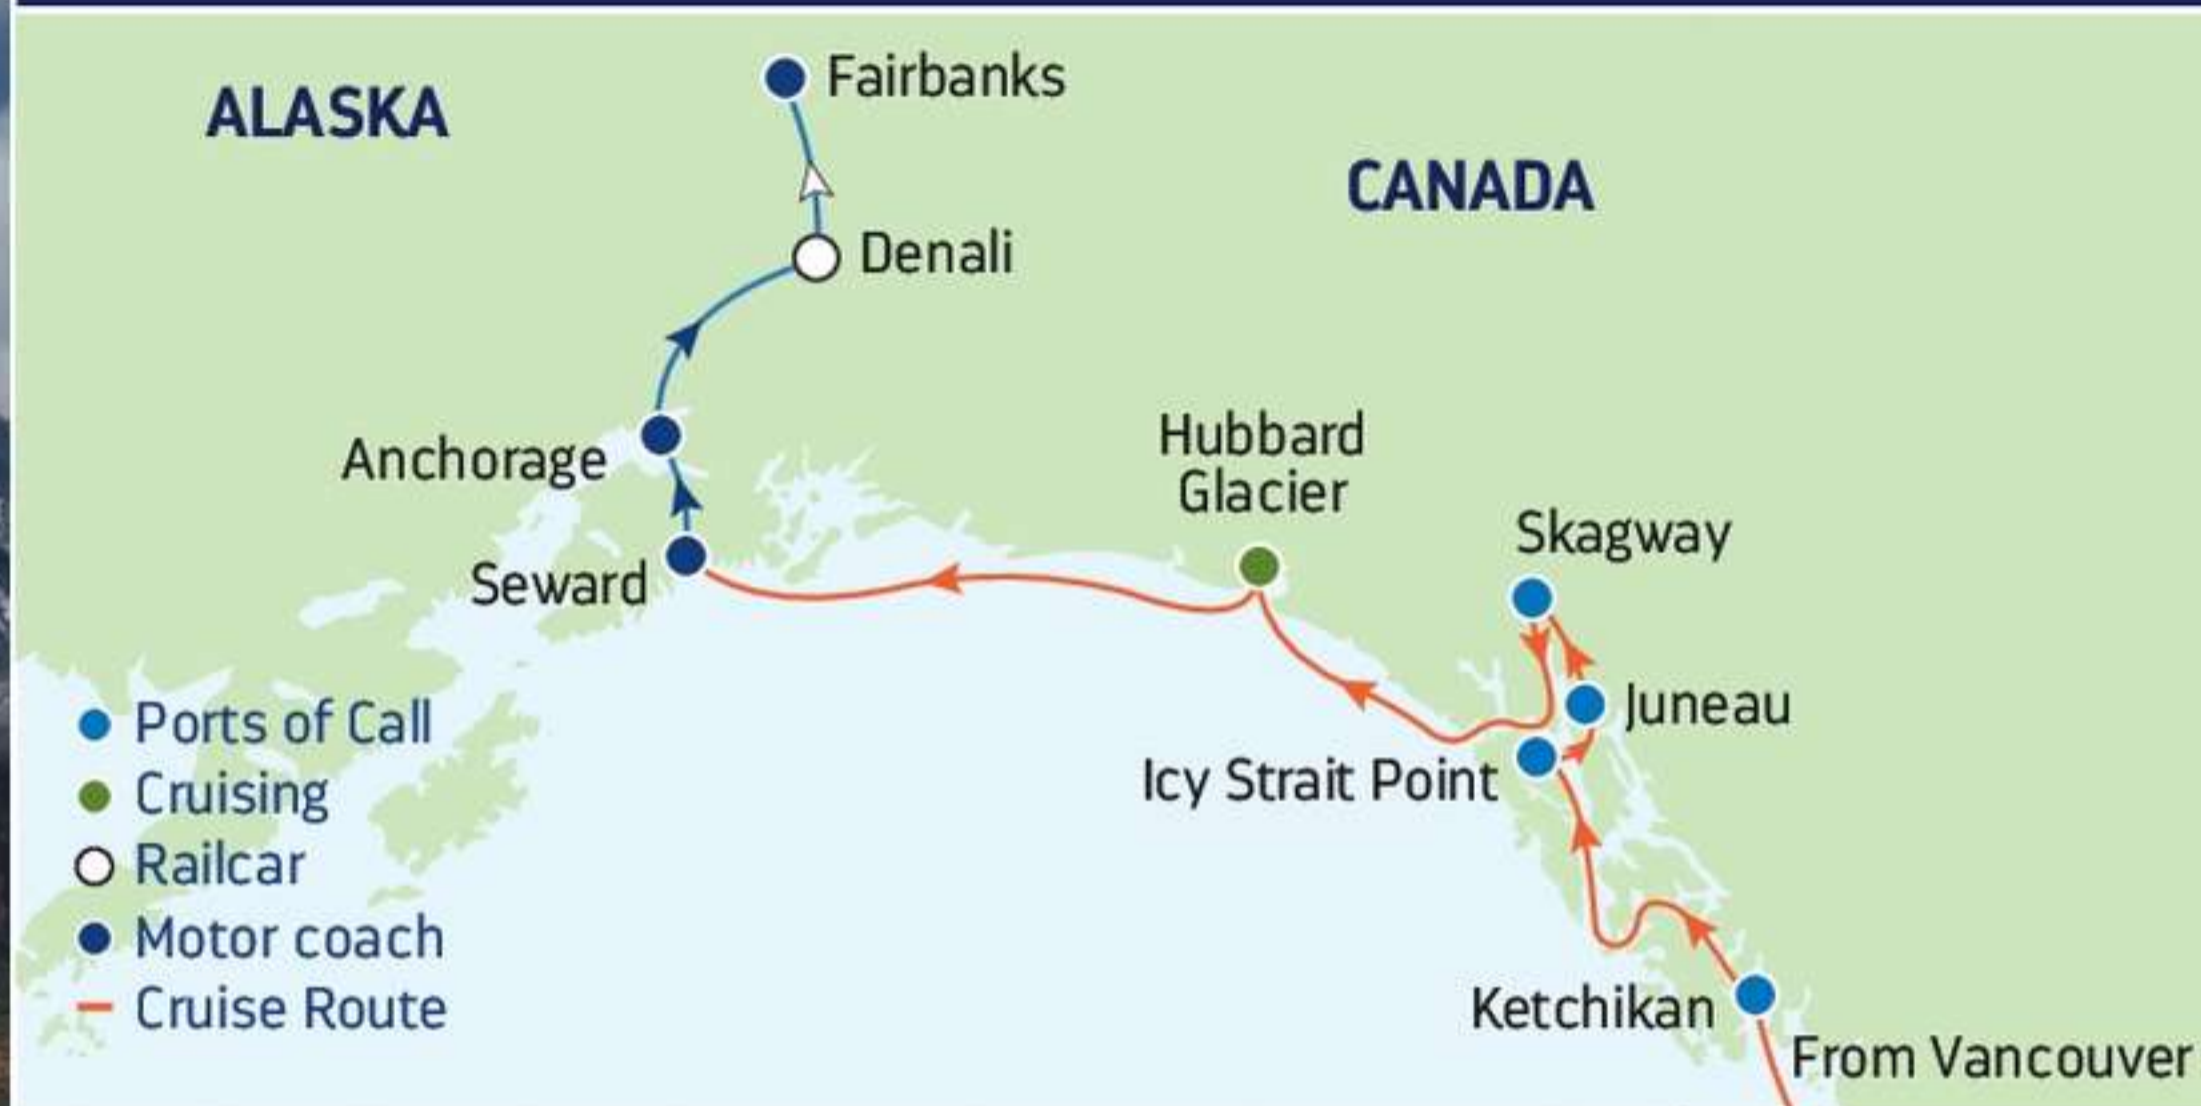 ALASKA
Fairbanks
CANADA
Denali
Anchorage
Hubbard
Glacier
Skagway
Seward
Juneau
Icy Strait Point
Ketchikan
From Vancouver
Ports of Call
Cruising
Railcar
Motor coach
Cruise Route